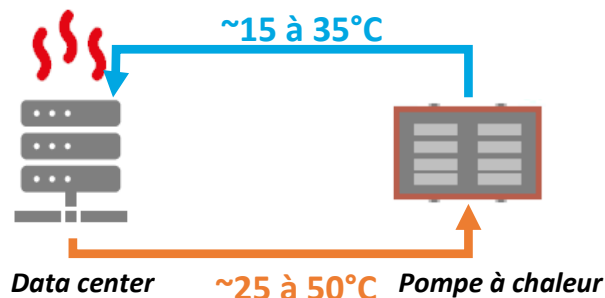 ~15 à 35°C
Data center
~25 à 50°C
Pompe à chaleur